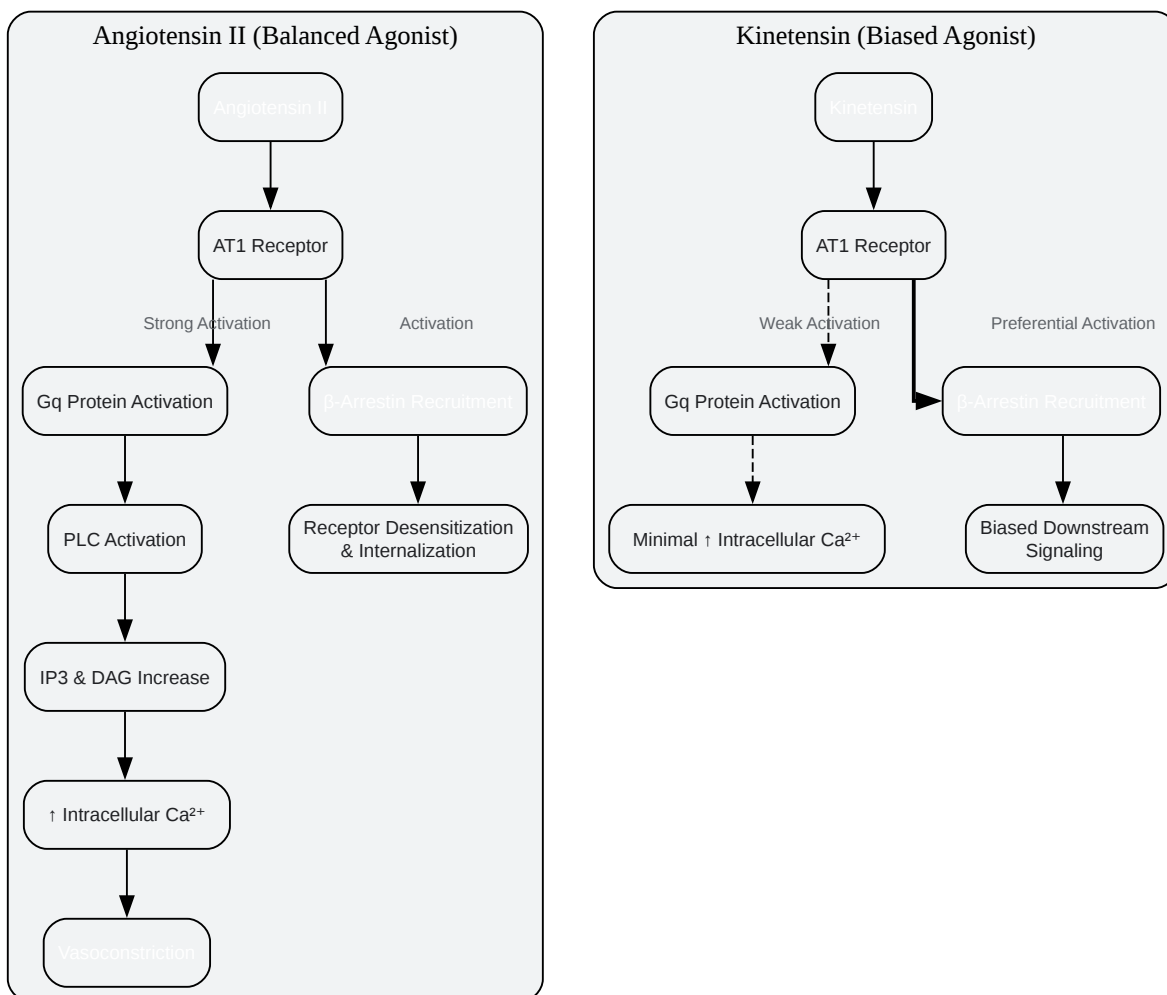 Angiotensin II (Balanced Agonist)
Angiotensin II
AT1 Receptor
Strong Activation
Activation
Gq Protein Activation
β-Arrestin Recruitment
PLC Activation
Receptor Desensitization
& Internalization
IP3 & DAG Increase
↑ Intracellular Ca²⁺
Vasoconstriction
Kinetensin (Biased Agonist)
Kinetensin
AT1 Receptor
Weak Activation
Preferential Activation
Gq Protein Activation
β-Arrestin Recruitment
Minimal ↑ Intracellular Ca²⁺
Biased Downstream
Signaling